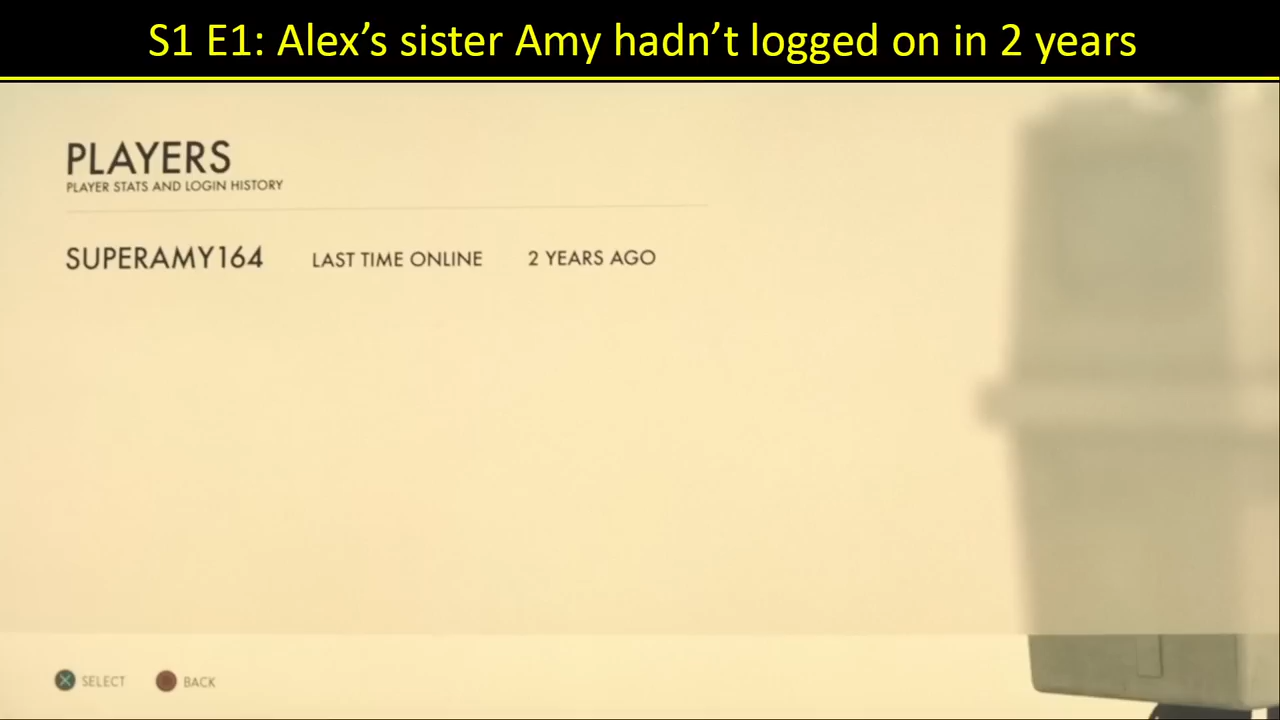 S1 E1: Alex’s sister Amy hadn’t logged on in 2 years
PLAYERS
PLAYER STATS AND LOGIN HISTORY
SUPERAMY164 LAST TIME ONLINE 2 YEARS AGO
SELECT BACK